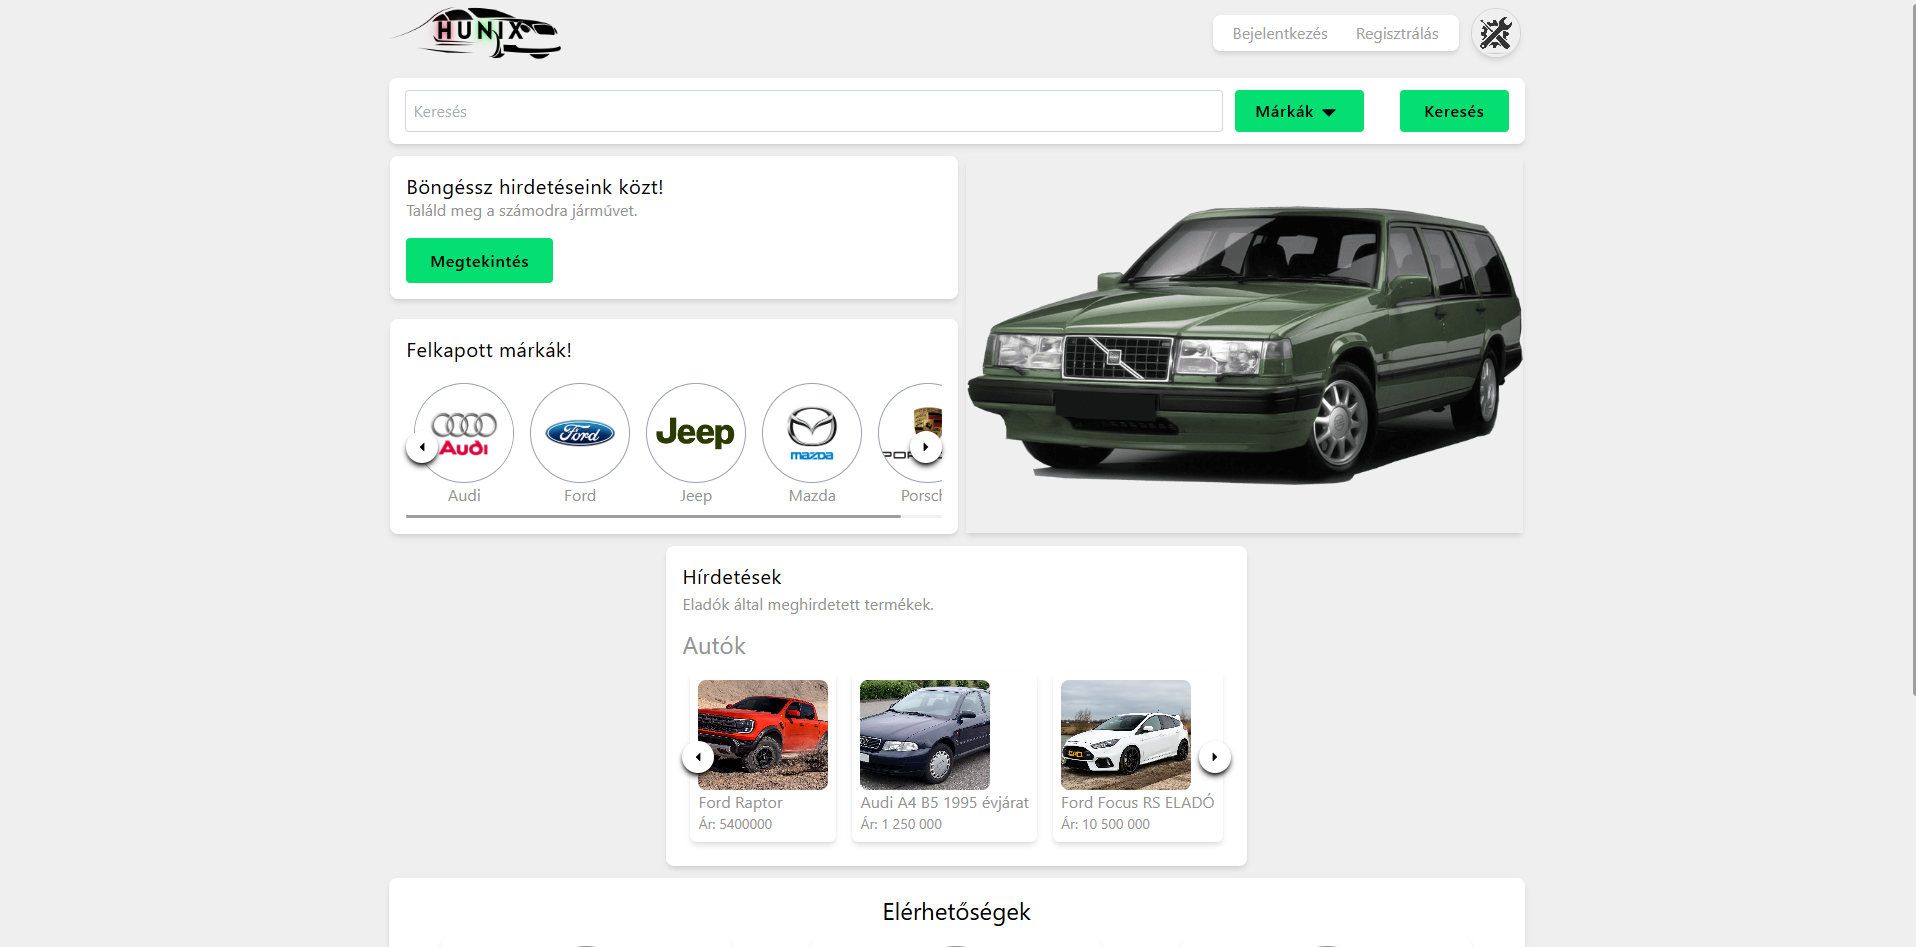 HUNIX
Bejelentkezés
Regisztrálás
Keresés
Márkák
Keresés
Böngéssz hirdetéseink közt!
Találd meg a számodra járművet.
Megtekintés
Felkapott márkák!
Audi
Ford
Jeep
mazda
Audi
Ford
Jeep
Mazda
Porsch
Hírdetések
Eladók által meghirdetett termékek.
Autók
Ford Raptor
Ár: 5400000
Audi A4 B5 1995 évjárat
Ár: 1 250 000
Ford Focus RS ELADÓ
Ár: 10 500 000
Elérhetőségek